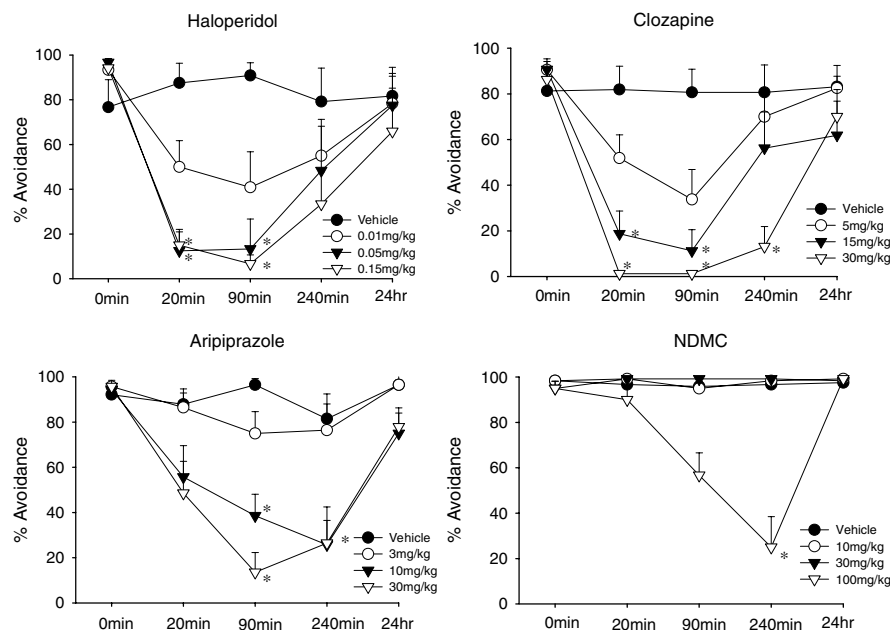 Haloperidol
% Avoidance
100
80
60
40
20
0
0min 20min 90min 240min 24hr
* * * *
Vehicle
0.01mg/kg
0.05mg/kg
0.15mg/kg
Clozapine
% Avoidance
100
80
60
40
20
0
0min 20min 90min 240min 24hr
* * * * *
Vehicle
5mg/kg
15mg/kg
30mg/kg
Aripiprazole
% Avoidance
100
80
60
40
20
0
0min 20min 90min 240min 24hr
* * *
Vehicle
3mg/kg
10mg/kg
30mg/kg
NDMC
% Avoidance
100
80
60
40
20
0
0min 20min 90min 240min 24hr
*
Vehicle
10mg/kg
30mg/kg
100mg/kg